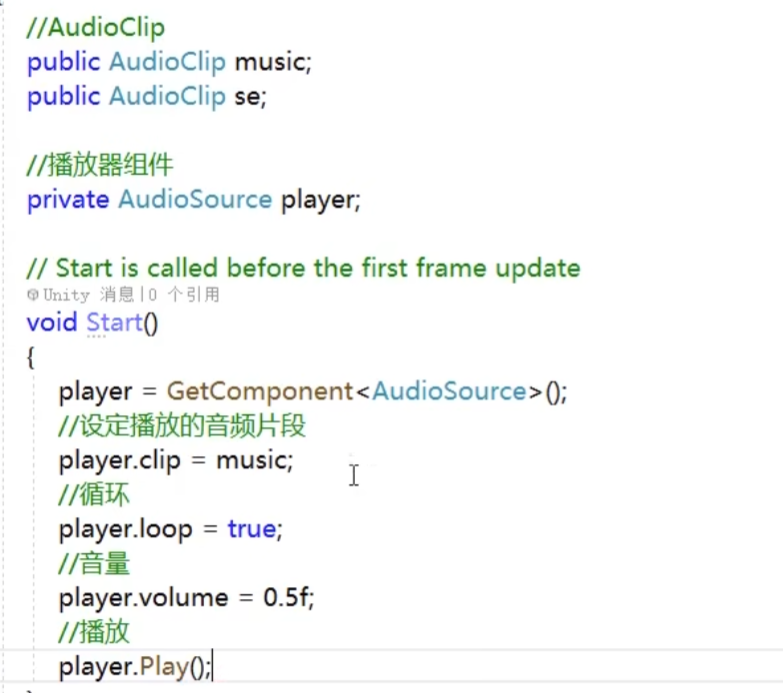 //AudioClip
public AudioClip music;
public AudioClip se;
//播放器组件
private AudioSource player;
// Start is called before the first frame update
Unity 消息|0 个引用
void Start()
{
player = GetComponent<AudioSource>();
//设定播放的音频片段
player.clip = music;
//循环
player.loop = true;
//音量
player.volume = 0.5f;
//播放
player.Play();